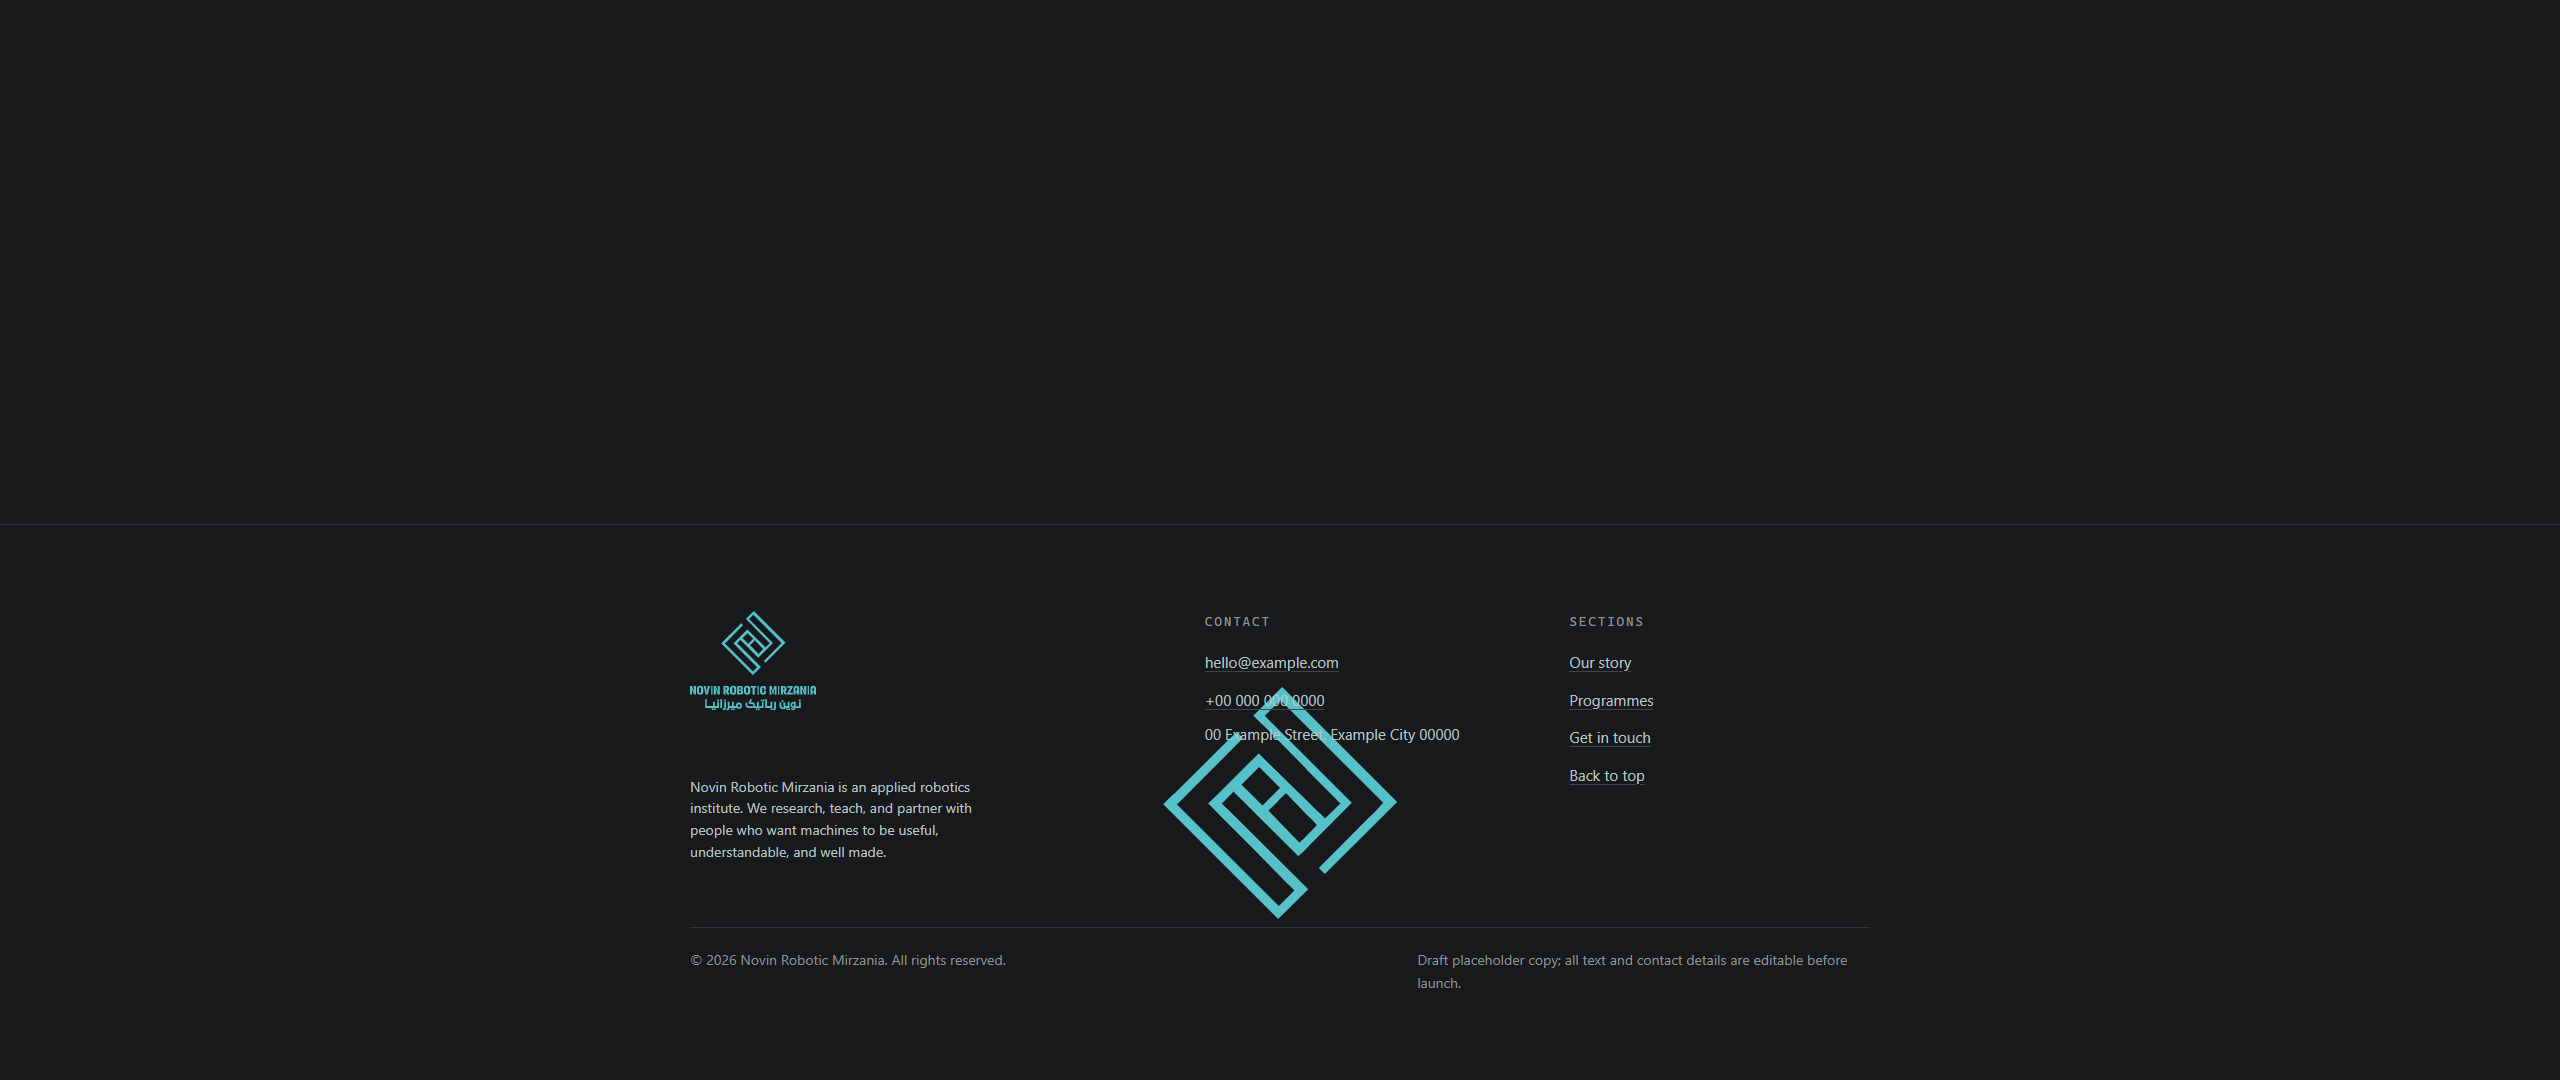 NOVIN ROBOTIC MIRZANIA
نوین رباتیک میرزانیا
Novin Robotic Mirzania is an applied robotics
institute. We research, teach, and partner with
people who want machines to be useful,
understandable, and well made.
CONTACT
hello@example.com
+00 000 000 0000
00 Example Street, Example City 00000
SECTIONS
Our story
Programmes
Get in touch
Back to top
© 2026 Novin Robotic Mirzania. All rights reserved.
Draft placeholder copy; all text and contact details are editable before
launch.